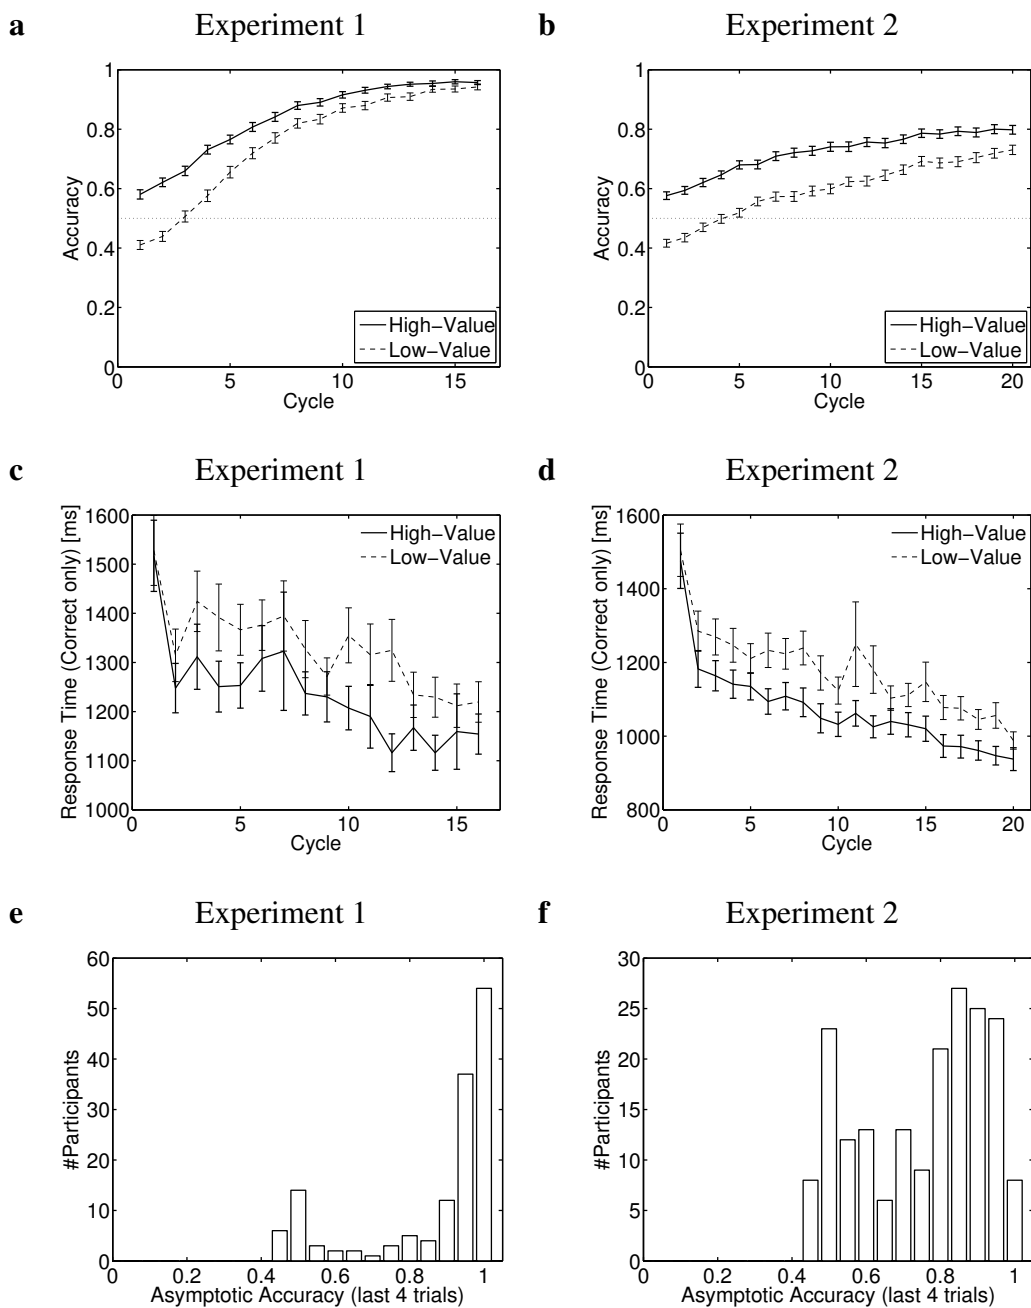 a Experiment 1
1
0.8
0.6
0.4
0.2
0
Accuracy
High−Value
Low−Value
0 5 10 15
Cycle
b Experiment 2
1
0.8
0.6
0.4
0.2
0
Accuracy
High−Value
Low−Value
0 5 10 15 20
Cycle
c Experiment 1
1600
1500
1400
1300
1200
1100
1000
Response Time (Correct only) [ms]
High−Value
Low−Value
0 5 10 15
Cycle
d Experiment 2
1600
1400
1200
1000
800
Response Time (Correct only) [ms]
High−Value
Low−Value
0 5 10 15 20
Cycle
e Experiment 1
60
50
40
30
20
10
0
#Participants
0 0.2 0.4 0.6 0.8 1
Asymptotic Accuracy (last 4 trials)
f Experiment 2
30
25
20
15
10
5
0
#Participants
0 0.2 0.4 0.6 0.8 1
Asymptotic Accuracy (last 4 trials)